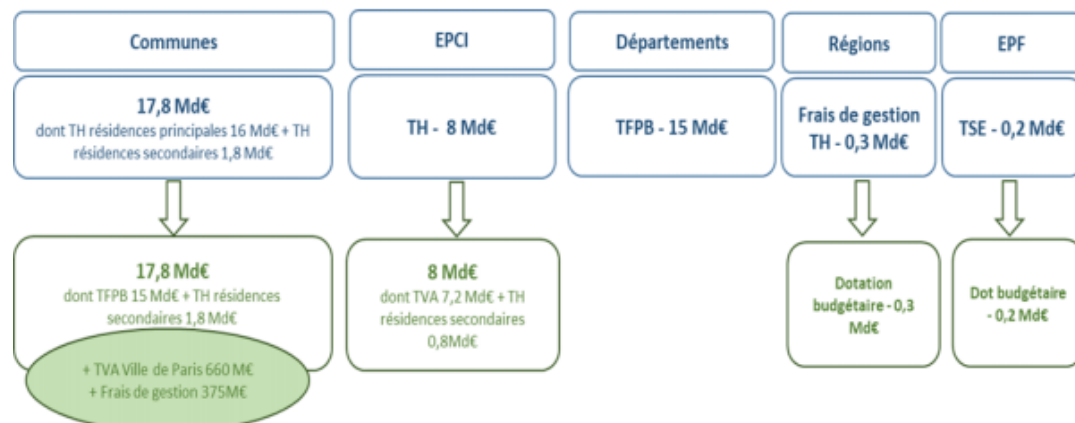 Communes
EPCI
Départements
Régions
EPF
17,8 Md€
dont TH résidences principales 16 Md€ + TH
résidences secondaires 1,8 Md€
TH - 8 Md€
TFPB - 15 Md€
Frais de gestion
TH - 0,3 Md€
TSE - 0,2 Md€
17,8 Md€
dont TFPB 15 Md€ + TH résidences
secondaires 1,8 Md€
+ TVA Ville de Paris 660 M€
+ Frais de gestion 375M€
8 Md€
dont TVA 7,2 Md€ + TH
résidences secondaires
0,8Md€
Dotation
budgétaire - 0,3
Md€
Dot budgétaire
- 0,2 Md€